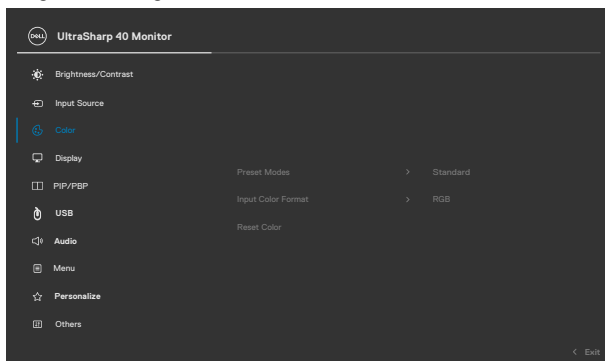 DELL UltraSharp 40 Monitor
Brightness/Contrast
Input Source
Color
Display
Preset Modes > Standard
PIP/PBP
Input Color Format > RGB
USB
Reset Color
Audio
Menu
Personalize
Others
< Exit